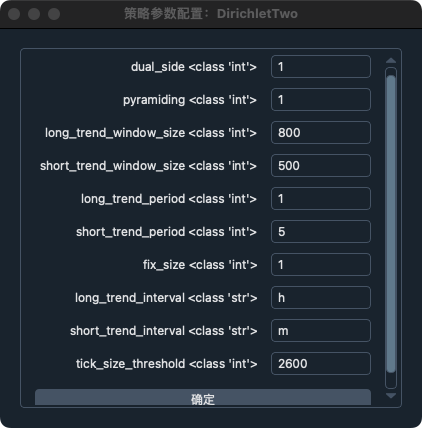 策略参数配置：DirichletTwo
dual_side <class 'int'> 1
pyramiding <class 'int'> 1
long_trend_window_size <class 'int'> 800
short_trend_window_size <class 'int'> 500
long_trend_period <class 'int'> 1
short_trend_period <class 'int'> 5
fix_size <class 'int'> 1
long_trend_interval <class 'str'> h
short_trend_interval <class 'str'> m
tick_size_threshold <class 'int'> 2600
确定